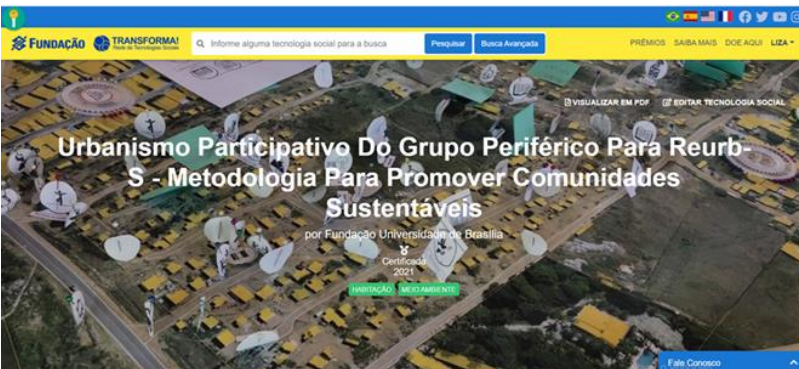 FUNDAÇÃO
TRANSFORMA!
Rede de Tecnologias Sociais
Informe alguma tecnologia social para a busca
Pesquisar
Busca Avançada
PRÊMIOS SAIBA MAIS DOE AQUI LIZA
VISUALIZAR EM PDF EDITAR TECNOLOGIA SOCIAL
Urbanismo Participativo Do Grupo Periférico Para Reurb-
S - Metodologia Para Promover Comunidades
Sustentáveis
por Fundação Universidade de Brasília
Certificada
2021
HABITAÇÃO MEIO AMBIENTE
Fale Conosco